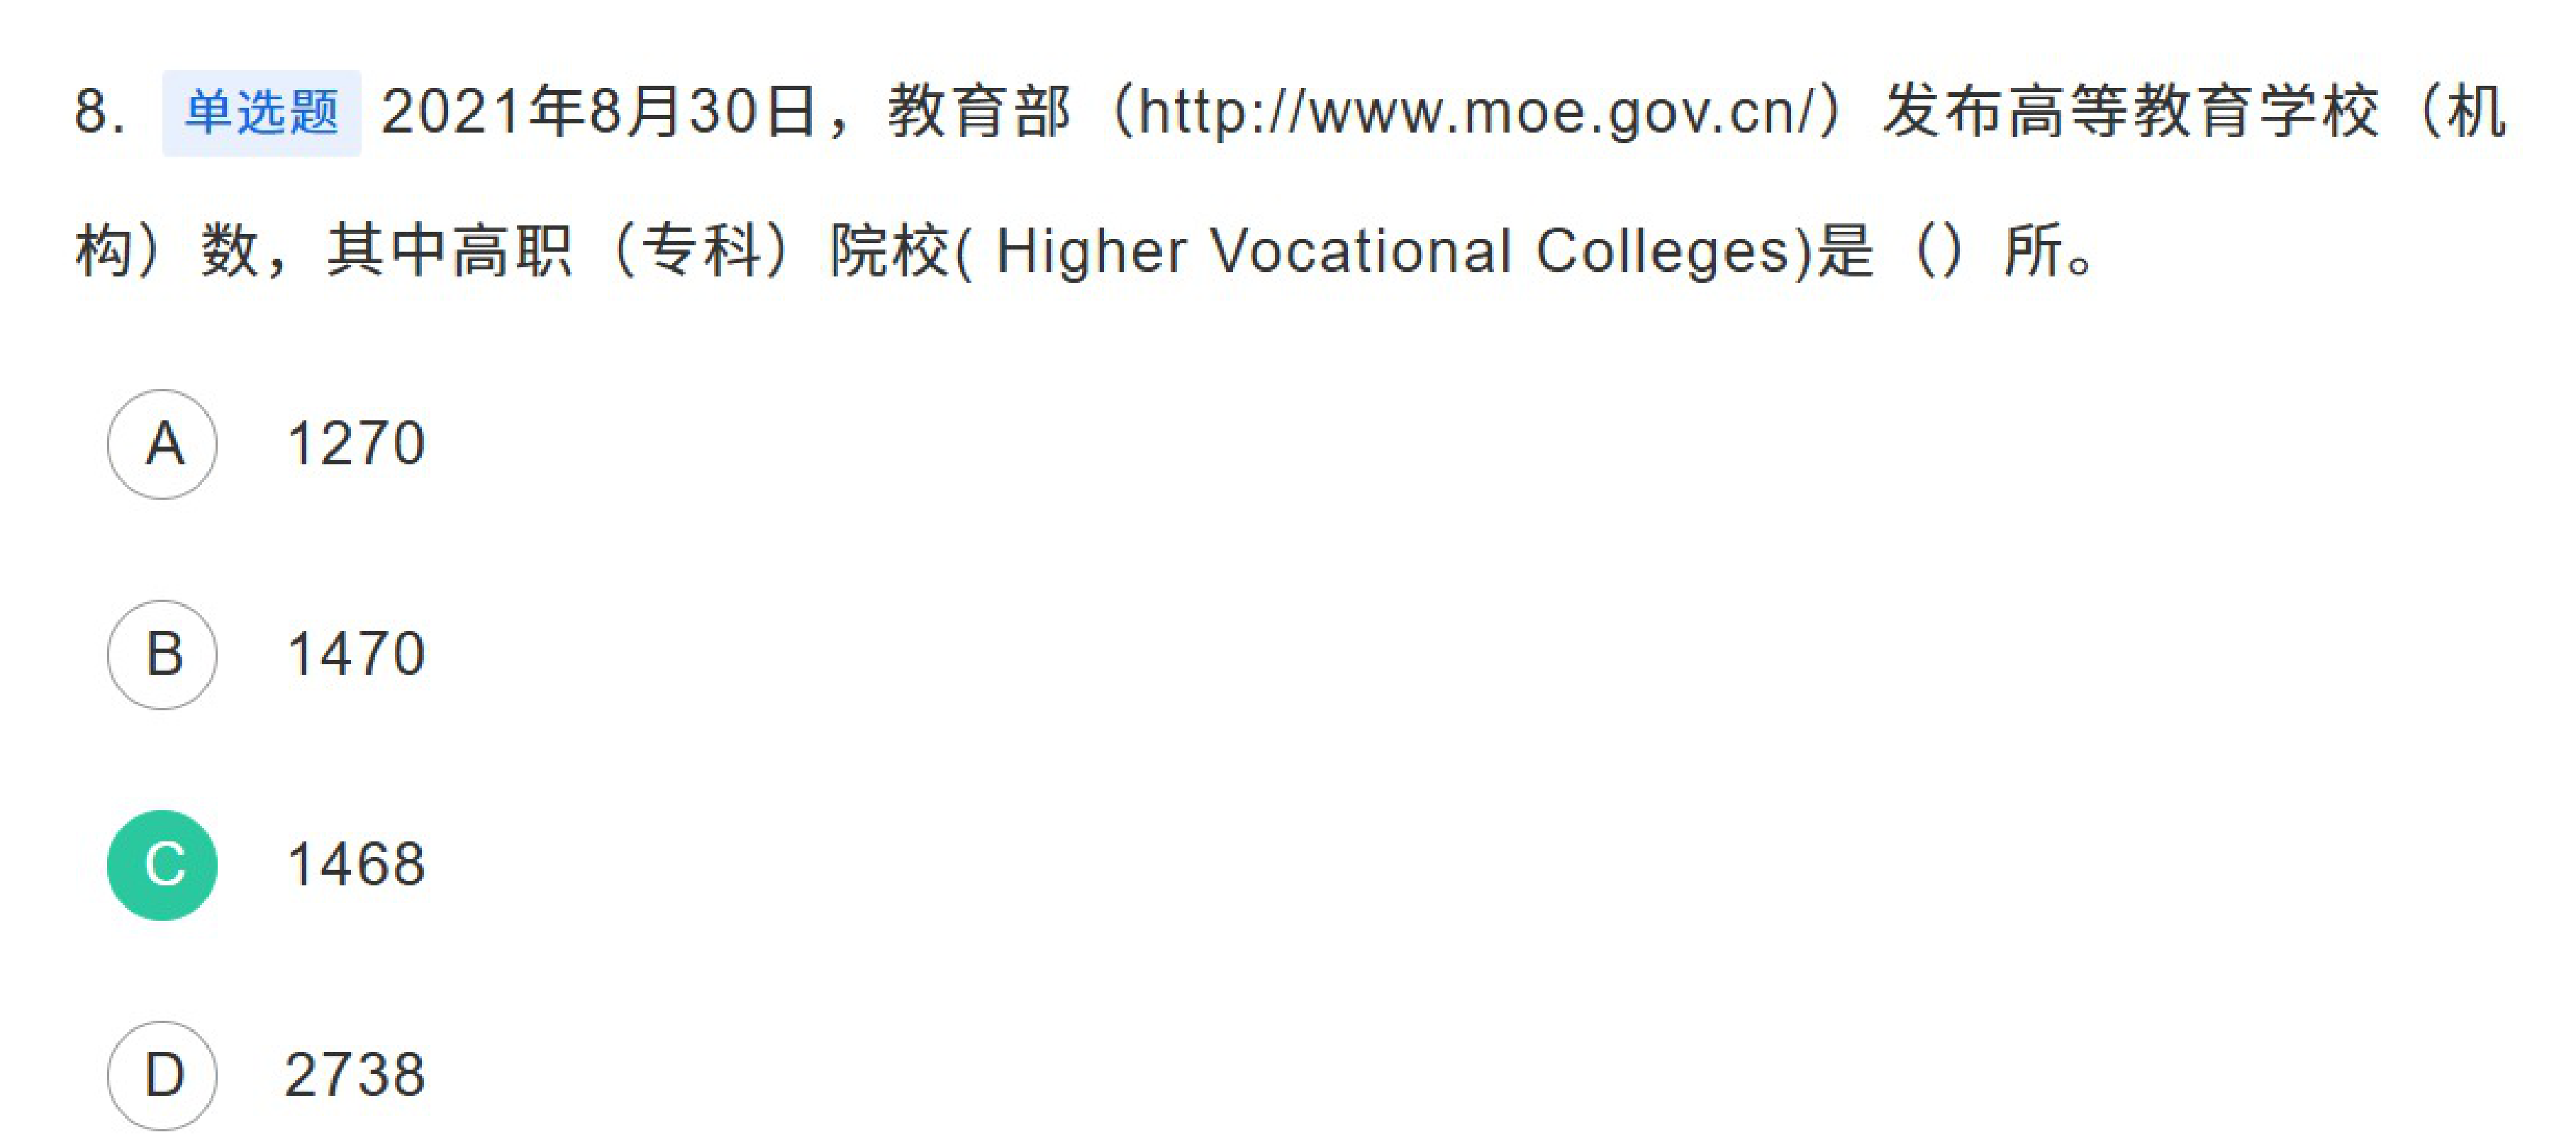 8. 单选题 2021年8月30日，教育部（http://www.moe.gov.cn/）发布高等教育学校（机
构）数，其中高职（专科）院校( Higher Vocational Colleges)是（）所。
A 1270
B 1470
C 1468
D 2738